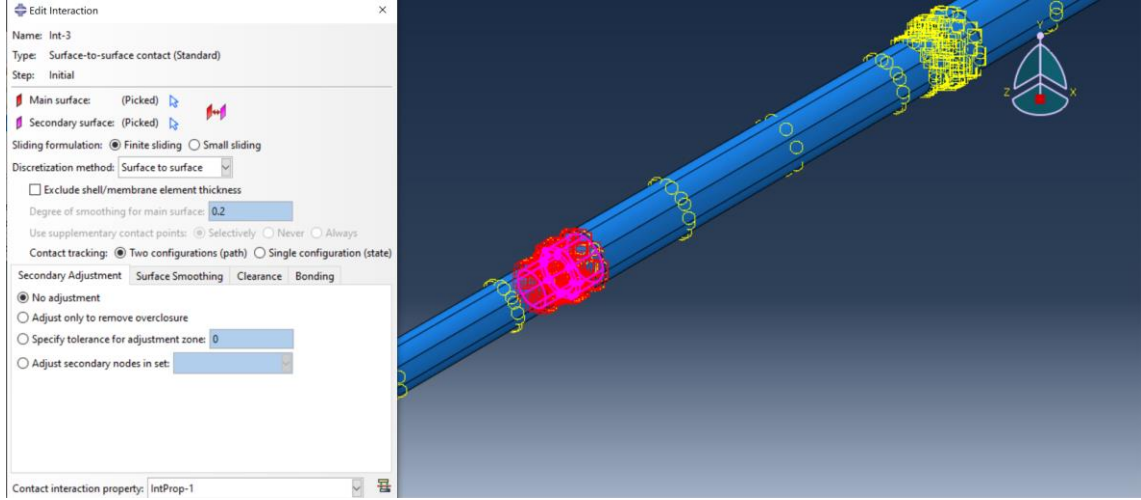 Edit Interaction
Name: Int-3
Type: Surface-to-surface contact (Standard)
Step: Initial
Main surface: (Picked)
Secondary surface: (Picked)
Sliding formulation: Finite sliding Small sliding
Discretization method: Surface to surface
Exclude shell/membrane element thickness
Degree of smoothing for main surface: 0.2
Use supplementary contact points: Selectively Never Always
Contact tracking: Two configurations (path) Single configuration (state)
Secondary Adjustment Surface Smoothing Clearance Bonding
No adjustment
Adjust only to remove overclosure
Specify tolerance for adjustment zone: 0
Adjust secondary nodes in set:
Contact interaction property: IntProp-1
Y
Z X